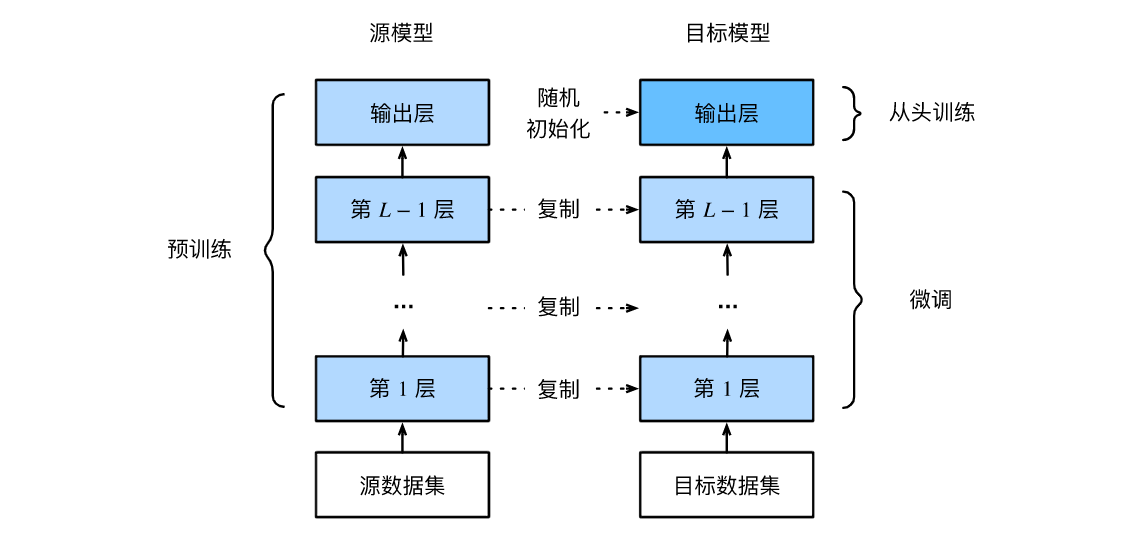 源模型
目标模型
输出层
随机
初始化
输出层
从头训练
第 L – 1 层
复制
第 L – 1 层
预训练
...
复制
...
微调
第 1 层
复制
第 1 层
源数据集
目标数据集